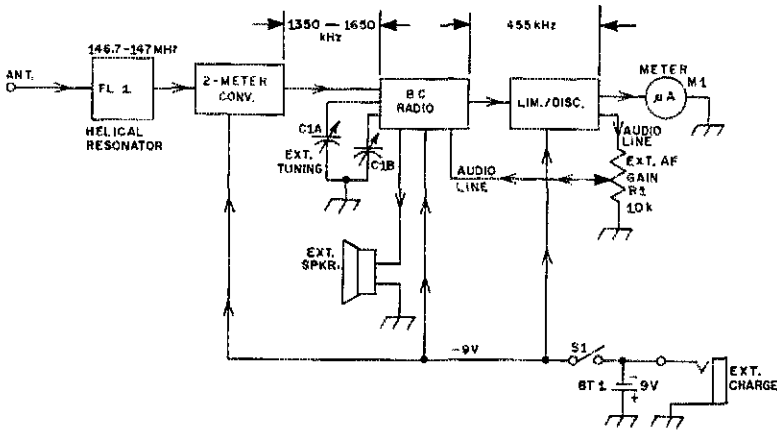 1350 – 1650
kHz
455 kHz
146.7–147MHz
ANT.
FL 1
HELICAL
RESONATOR
2-METER
CONV.
BC
RADIO
LIM./DISC.
METER
M1
μA
C1A
EXT.
TUNING
C1B
AUDIO
LINE
AUDIO
LINE
EXT. AF
GAIN
R1
10k
EXT.
SPKR.
-9V
S1
BT 1
-
9V
+
EXT.
CHARGE